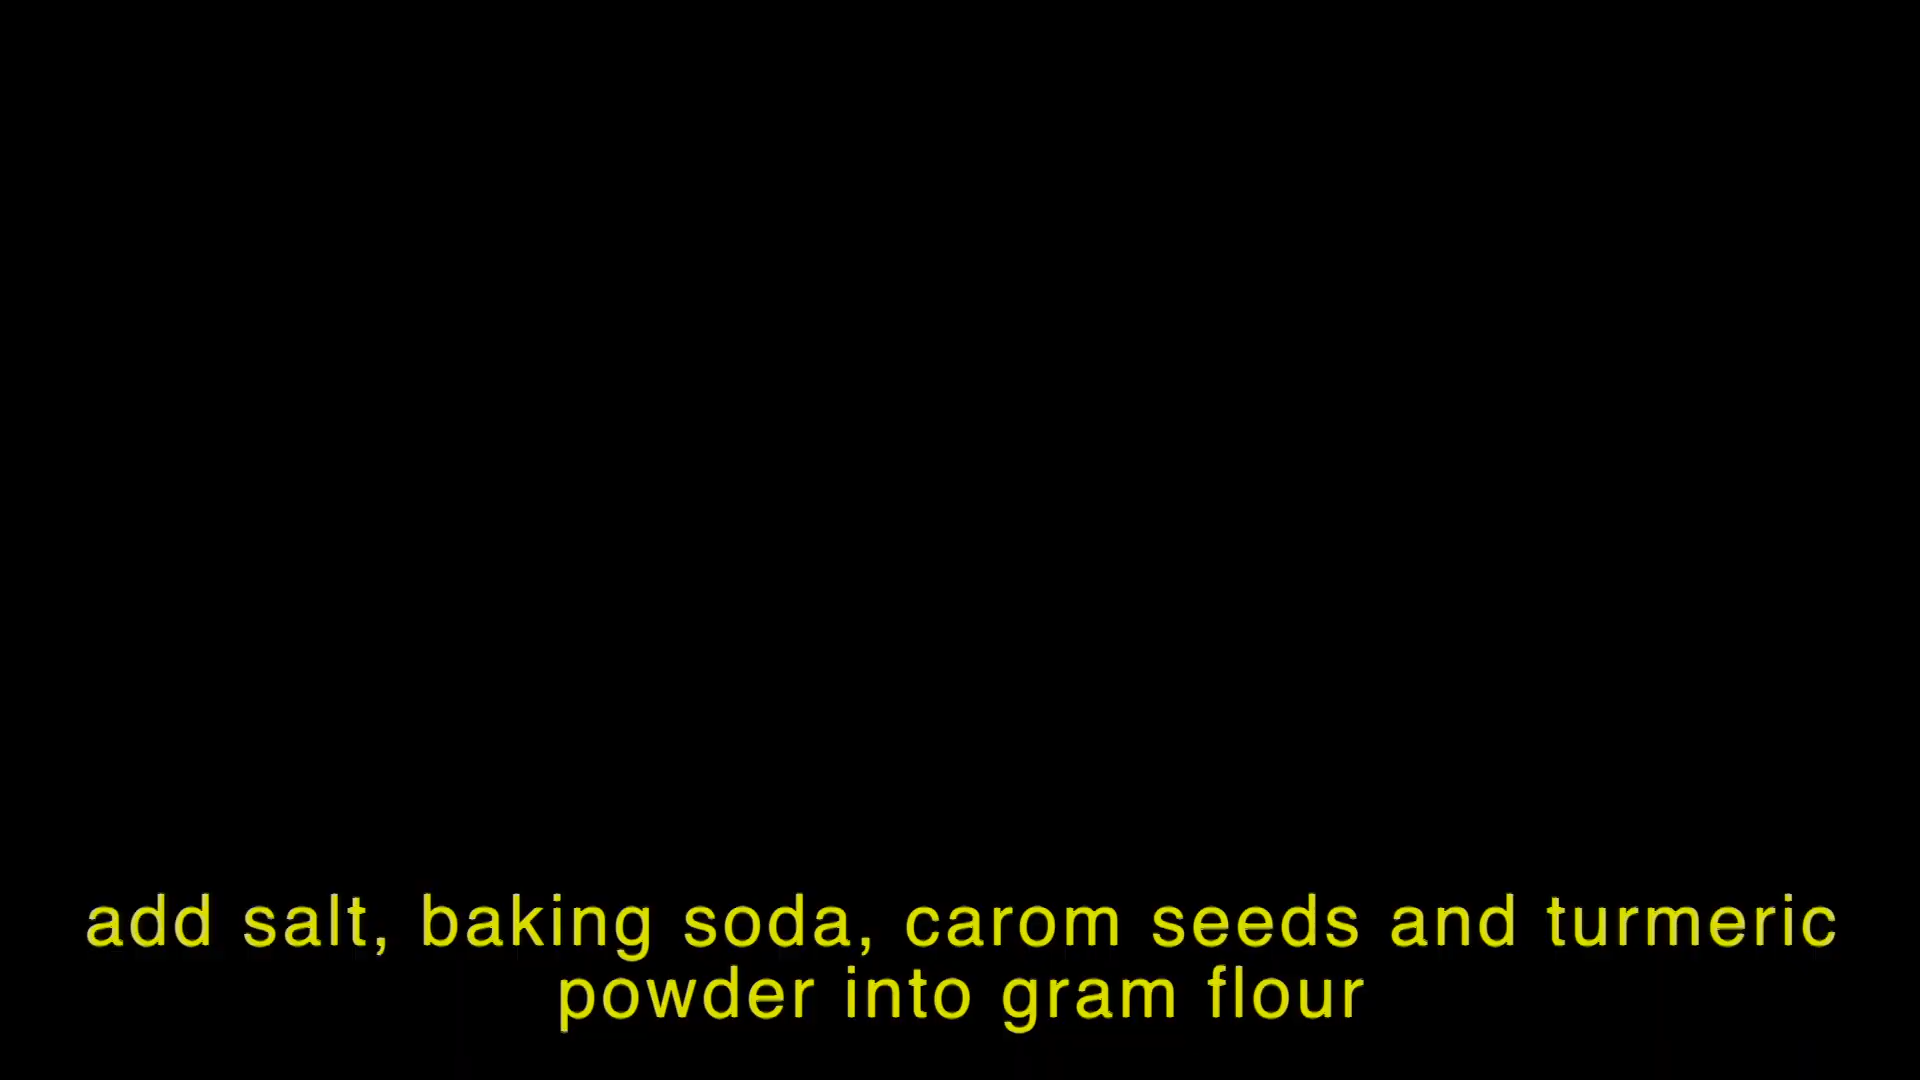 add salt, baking soda, carom seeds and turmeric
powder into gram flour